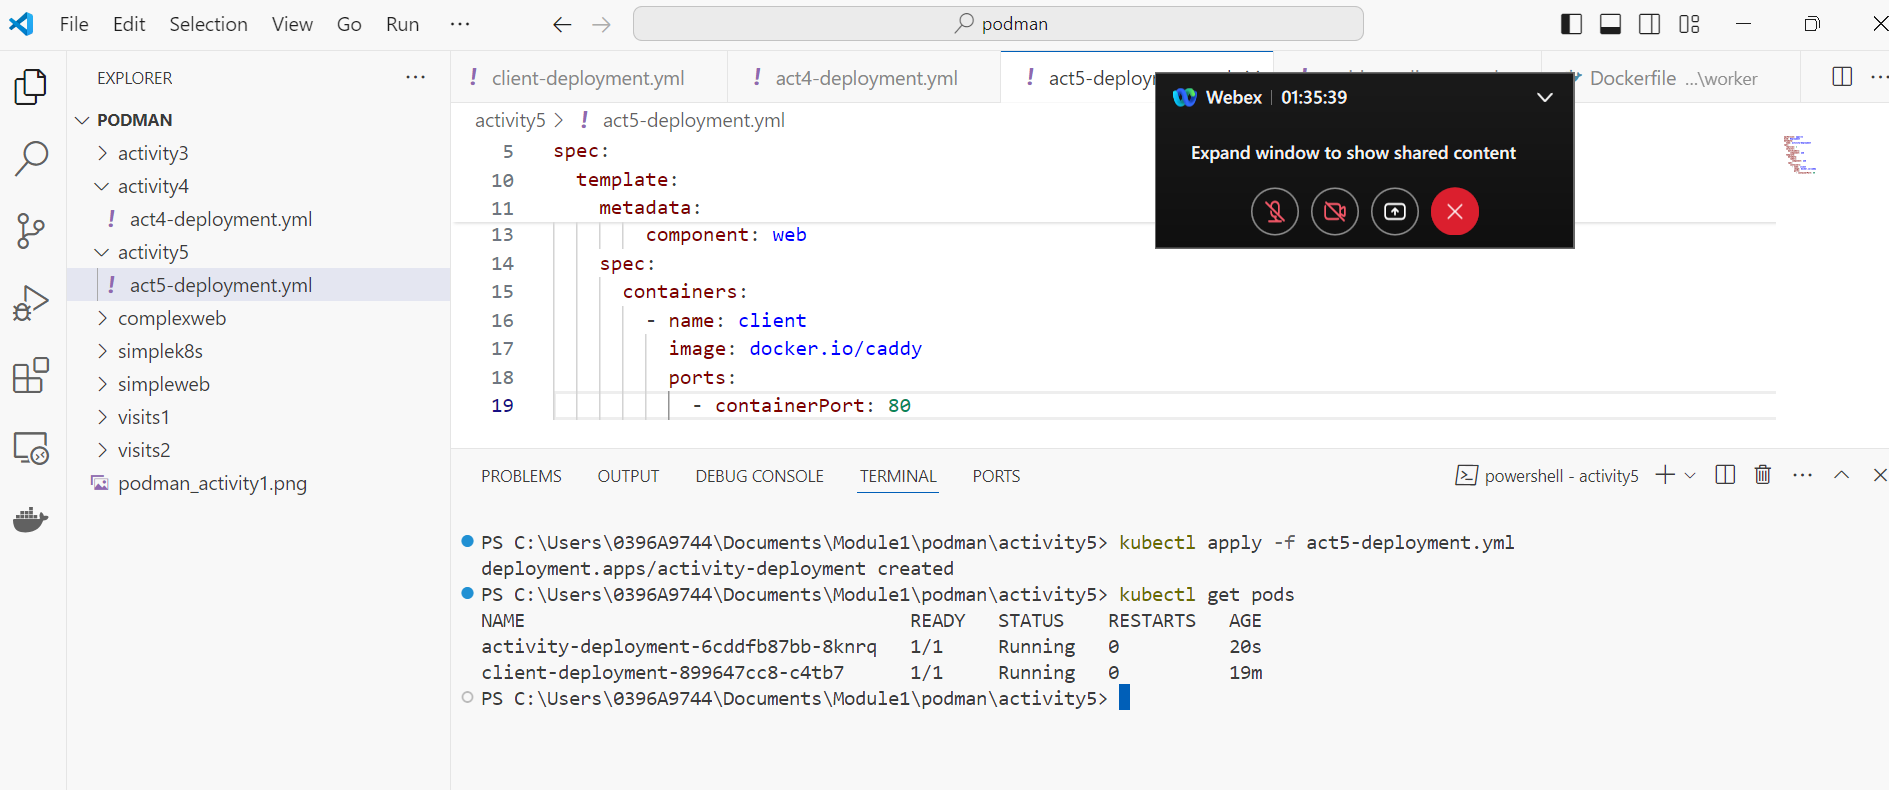 File Edit Selection View Go Run ···
podman
EXPLORER
PODMAN
activity3
activity4
! act4-deployment.yml
activity5
! act5-deployment.yml
complexweb
simplek8s
simpleweb
visits1
visits2
podman_activity1.png
! client-deployment.yml
! act4-deployment.yml
! act5-deploy
Dockerfile ...\worker
activity5 > ! act5-deployment.yml
Webex | 01:35:39
Expand window to show shared content
5 spec:
10 template:
11 metadata:
13 component: web
14 spec:
15 containers:
16 - name: client
17 image: docker.io/caddy
18 ports:
19 - containerPort: 80
PROBLEMS OUTPUT DEBUG CONSOLE TERMINAL PORTS
powershell - activity5
PS C:\Users\0396A9744\Documents\Module1\podman\activity5> kubectl apply -f act5-deployment.yml
deployment.apps/activity-deployment created
PS C:\Users\0396A9744\Documents\Module1\podman\activity5> kubectl get pods
NAME READY STATUS RESTARTS AGE
activity-deployment-6cddfb87bb-8knrq 1/1 Running 0 20s
client-deployment-899647cc8-c4tb7 1/1 Running 0 19m
PS C:\Users\0396A9744\Documents\Module1\podman\activity5>